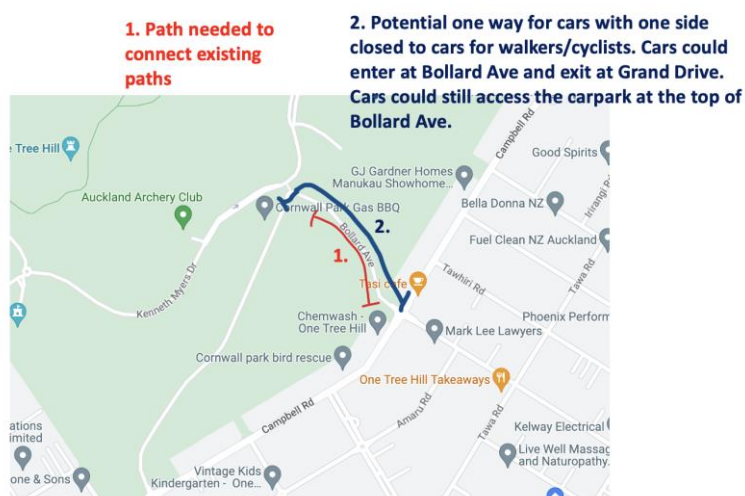 1. Path needed to
connect existing
paths
2. Potential one way for cars with one side
closed to cars for walkers/cyclists. Cars could
enter at Bollard Ave and exit at Grand Drive.
Cars could still access the carpark at the top of
Bollard Ave.
Campbell Rd
Good Spirits
e Tree Hill
GJ Gardner Homes
Manukau Showhome...
Auckland Archery Club
Cornwall Park Gas BBQ
Bella Donna NZ
Irirangi Rd
2.
Bollard Ave
Fuel Clean NZ Auckland
1.
Tasi cafe
Tawhiri Rd
Tawa Rd
Kenneth Myers Dr
Chemwash -
One Tree Hill
Phoenix Perform
Mark Lee Lawyers
Cornwall park bird rescue
One Tree Hill Takeaways
Campbell Rd
Amaru Rd
Tawa Rd
Kelway Electrical
ations
imited
Live Well Massag
and Naturopathy.
one & Sons
Vintage Kids
Kindergarten - One...